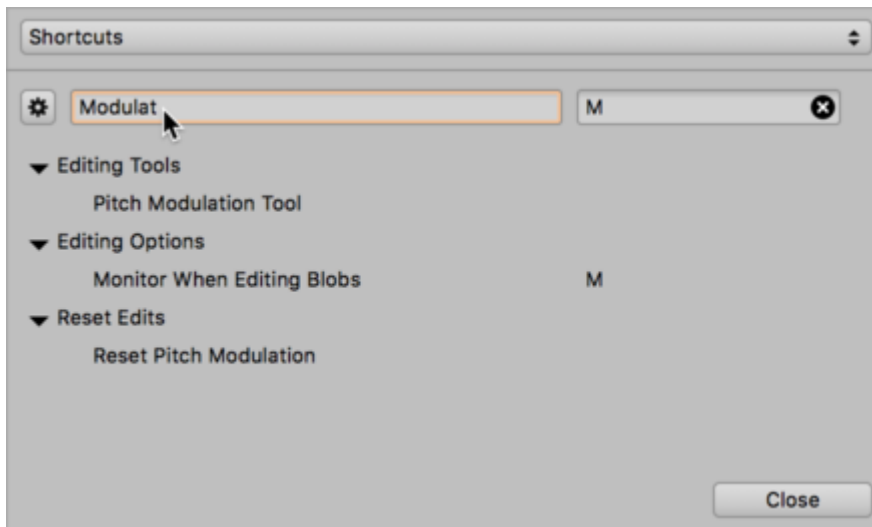 Shortcuts
Modulat M
Editing Tools
Pitch Modulation Tool
Editing Options
Monitor When Editing Blobs M
Reset Edits
Reset Pitch Modulation
Close